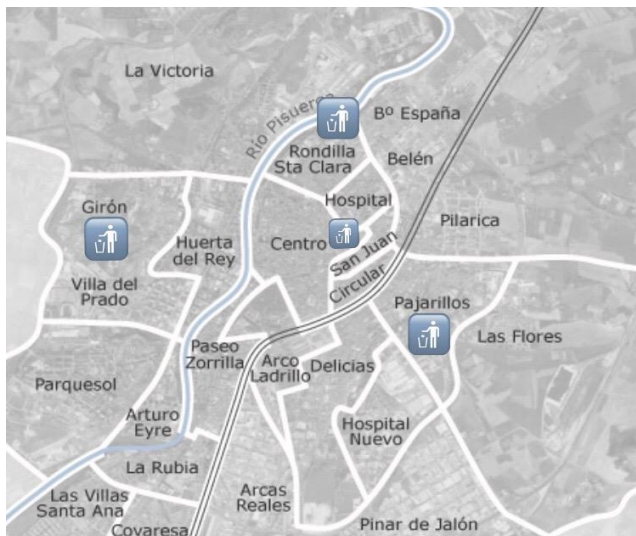 La Victoria
Río Pisuerga
Bº España
Rondilla
Sta Clara
Belén
Hospital
Girón
Pilarica
Centro
Huerta
del Rey
San Juan
Circular
Villa del
Prado
Pajarillos
Las Flores
Paseo
Zorrilla
Arco
Ladrillo
Delicias
Parquesol
Arturo
Eyre
Hospital
Nuevo
La Rubia
Las Villas
Santa Ana
Arcas
Reales
Covaresa
Pinar de Jalón